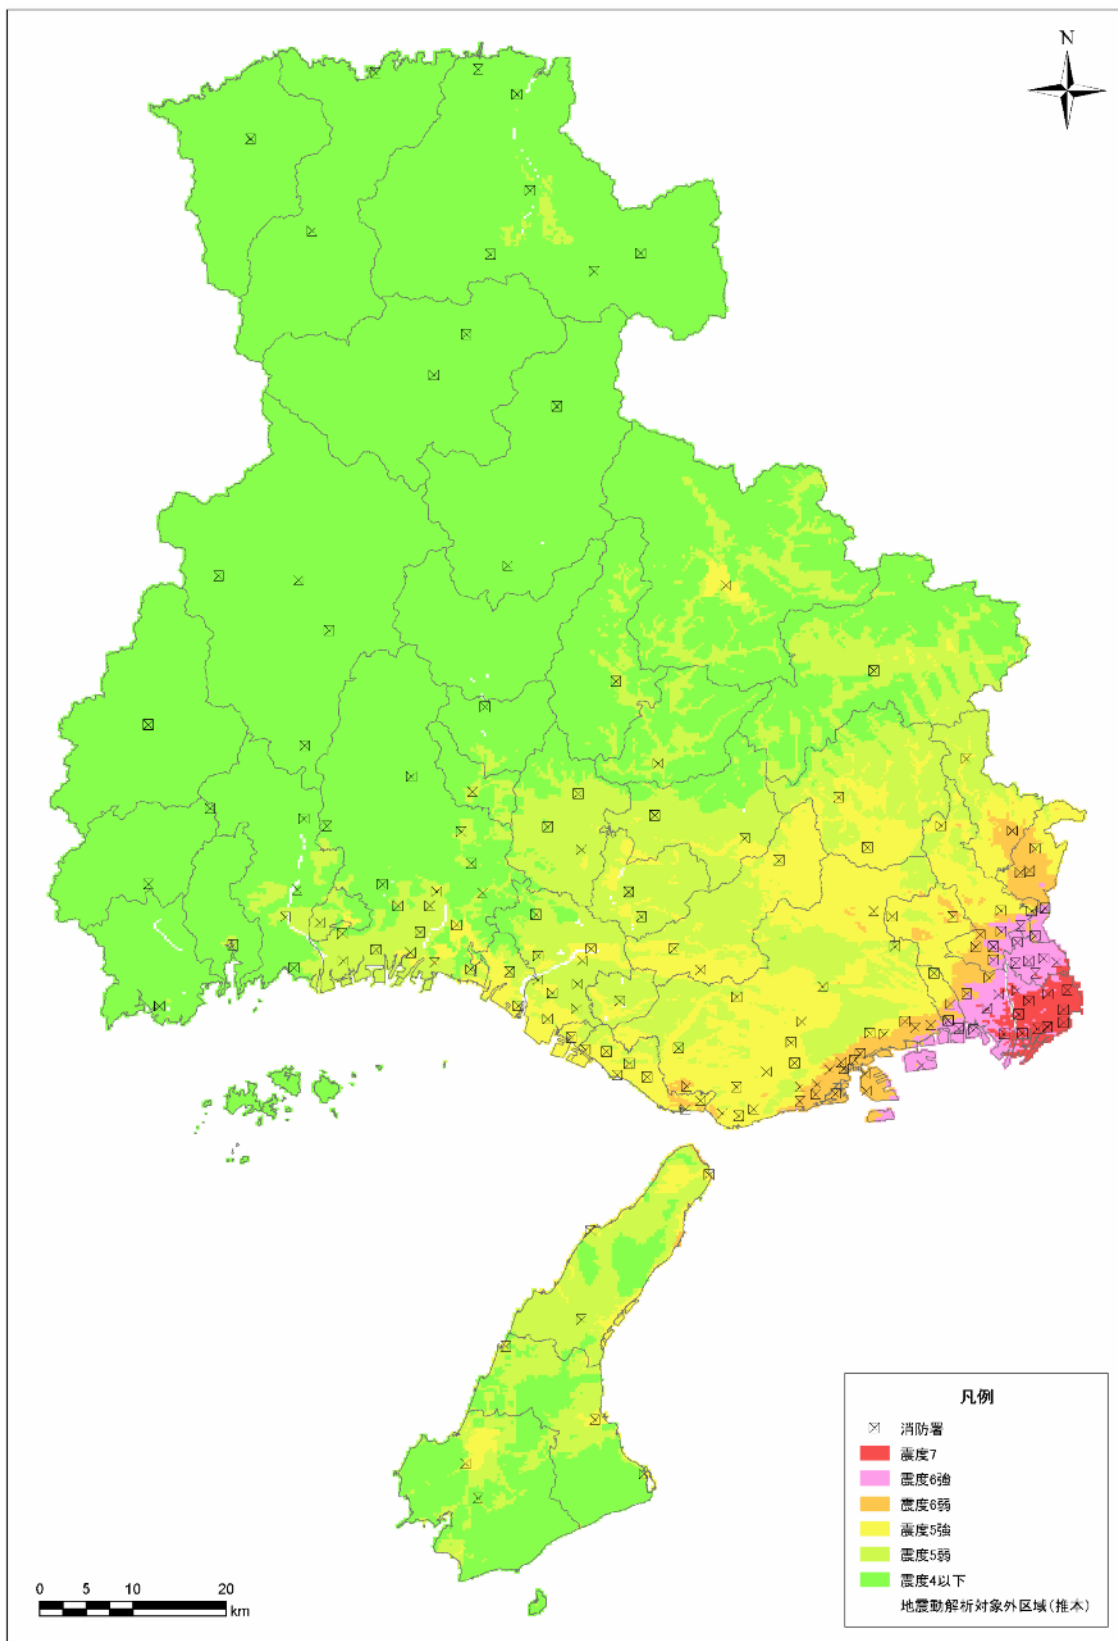 N
凡例
消防署
震度7
震度6強
震度6弱
震度5強
震度5弱
震度4以下
地震動解析対象外区域(推本)
0 5 10 20
km